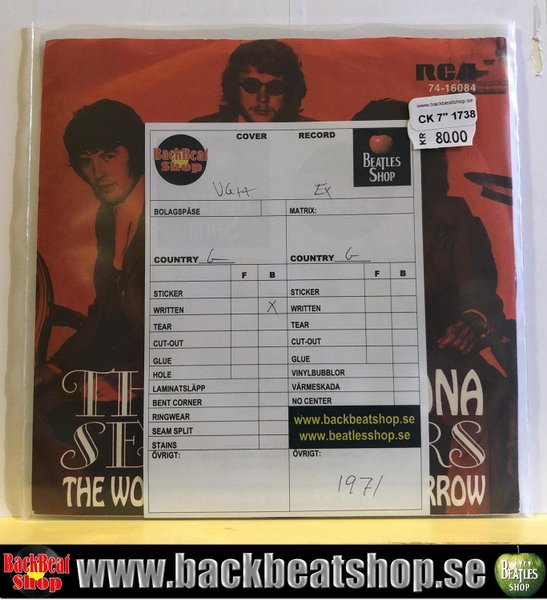 RCA
74-16084
www.backbeatshop.se
CK 7" 1738
KR 80.00
COVER RECORD
BackBeat Shop
BEATLES SHOP
VG++ EX
BOLAGSPÅSE MATRIX:
COUNTRY G COUNTRY G
F B F B
STICKER STICKER
WRITTEN X WRITTEN
TEAR TEAR
CUT-OUT CUT-OUT
GLUE GLUE
HOLE VINYLBUBBLOR
LAMINATSLÄPP VÄRMESKADA
BENT CORNER NO CENTER
RINGWEAR
SEAM SPLIT
STAINS
www.backbeatshop.se
www.beatlesshop.se
ÖVRIGT: ÖVRIGT:
1971
TH ONA
SE RS
THE WO RROW
BackBeat Shop www.backbeatshop.se BEATLES SHOP